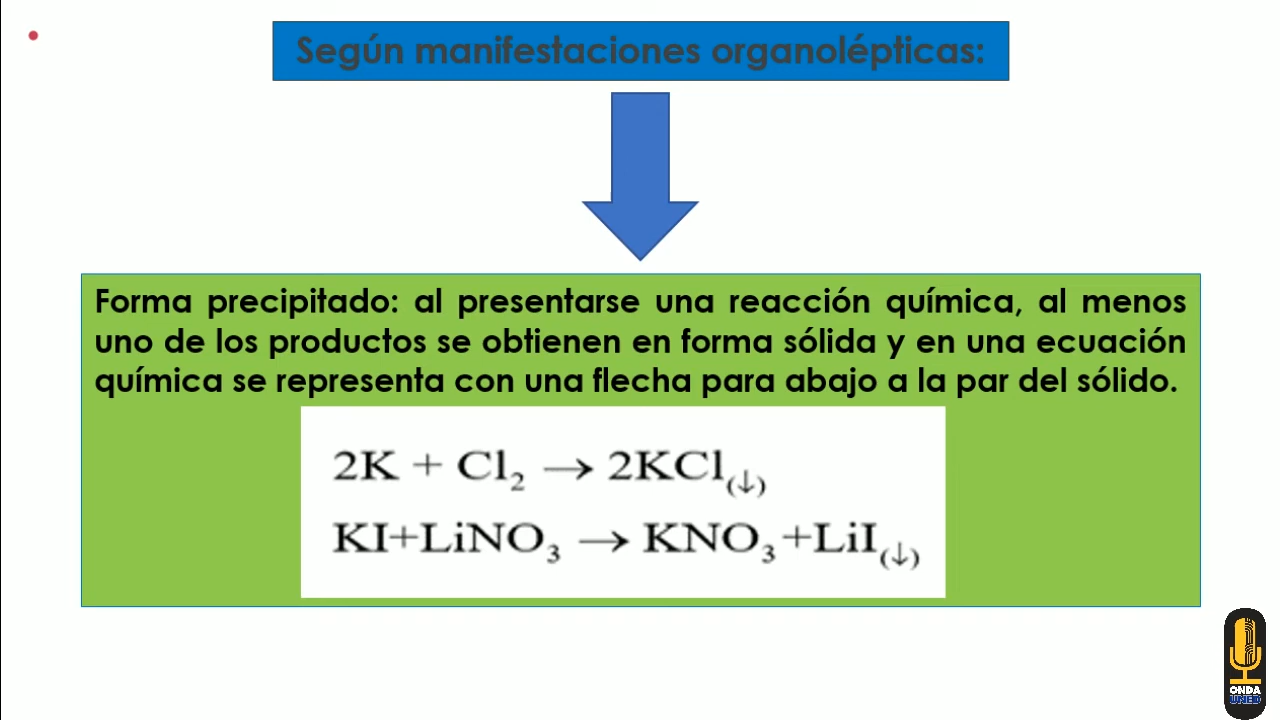 Según manifestaciones organolépticas:
Forma precipitado: al presentarse una reacción química, al menos
uno de los productos se obtienen en forma sólida y en una ecuación
química se representa con una flecha para abajo a la par del sólido.
2K + Cl₂ → 2KCl₍↓₎
KI+LiNO₃ → KNO₃+LiI₍↓₎
ONDA
UNED